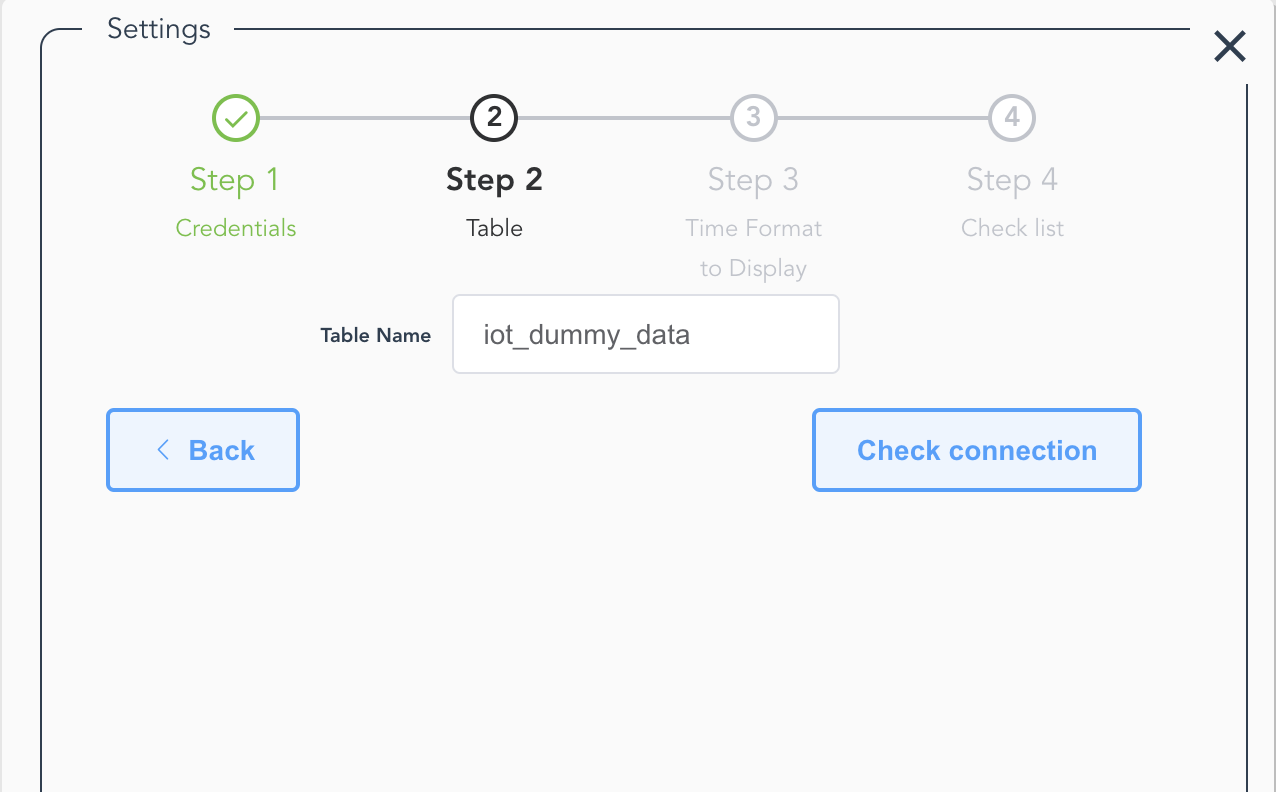 Settings
2
3
4
Step 1
Step 2
Step 3
Step 4
Credentials
Table
Time Format
to Display
Check list
Table Name
iot_dummy_data
Back
Check connection